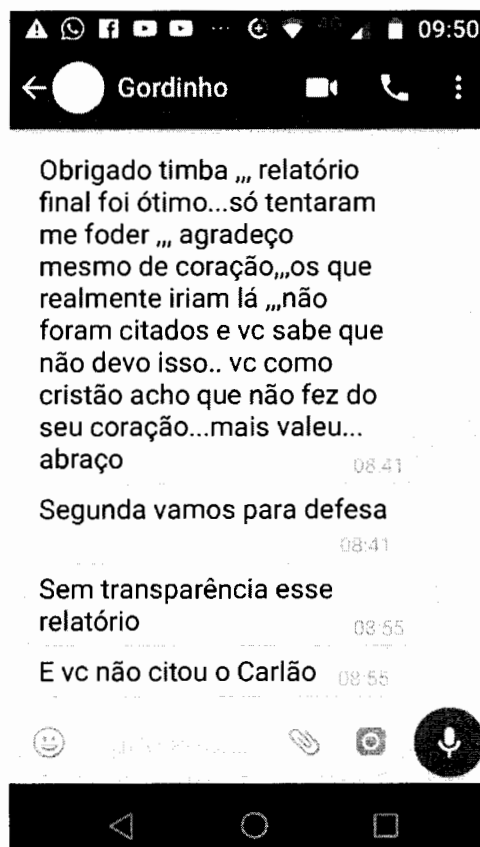 4G 09:50
Gordinho
Obrigado timba ,,, relatório
final foi ótimo...só tentaram
me foder ,,, agradeço
mesmo de coração,,,os que
realmente iriam lá ,,,não
foram citados e vc sabe que
não devo isso.. vc como
cristão acho que não fez do
seu coração...mais valeu...
abraço
08:41
Segunda vamos para defesa
08:41
Sem transparência esse
relatório
08:55
E vc não citou o Carlão 08:55